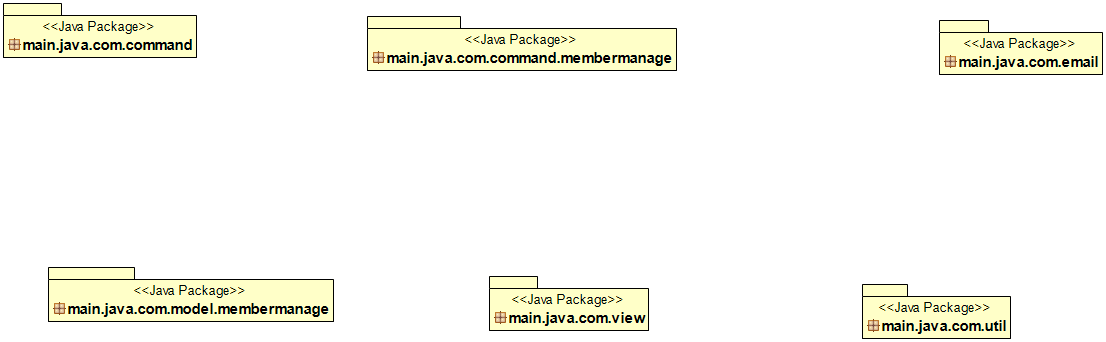 <<Java Package>>
main.java.com.command
<<Java Package>>
main.java.com.command.membermanage
<<Java Package>>
main.java.com.email
<<Java Package>>
main.java.com.model.membermanage
<<Java Package>>
main.java.com.view
<<Java Package>>
main.java.com.util